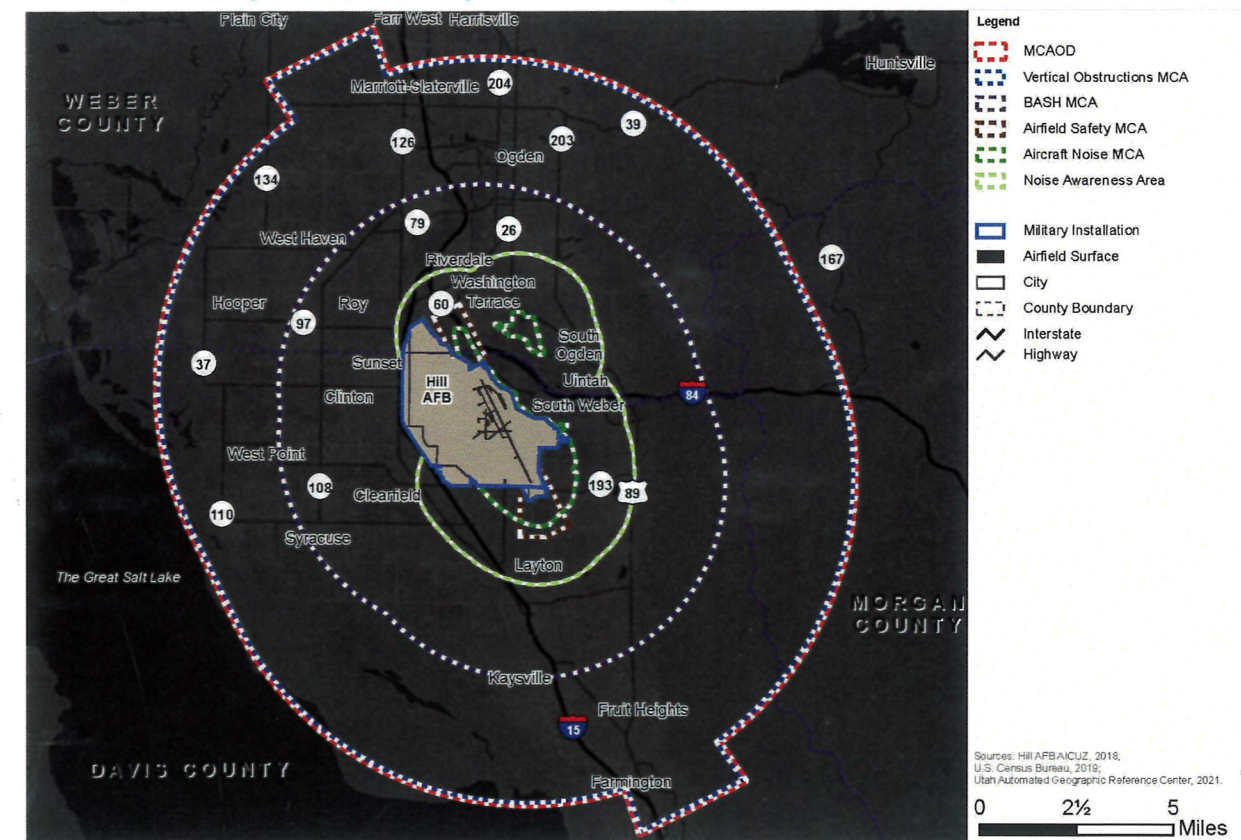 Plain City
Farr West Harrisville
Huntsville
Marriott-Slaterville
204
WEBER
COUNTY
39
126
203
Ogden
134
79
26
West Haven
167
Riverdale
Washington
Terrace
60
Hooper
Roy
97
South
Ogden
Sunset
37
Uintah
Hill
AFB
84
Clinton
South Weber
West Point
108
193
89
Clearfield
110
Syracuse
Layton
The Great Salt Lake
MORGAN
COUNTY
Kaysville
Fruit Heights
15
DAVIS COUNTY
Farmington
Legend
MCAOD
Vertical Obstructions MCA
BASH MCA
Airfield Safety MCA
Aircraft Noise MCA
Noise Awareness Area
Military Installation
Airfield Surface
City
County Boundary
Interstate
Highway
Sources: Hill AFB AICUZ, 2018;
U.S. Census Bureau, 2019;
Utah Automated Geographic Reference Center, 2021.
0 2½ 5
Miles